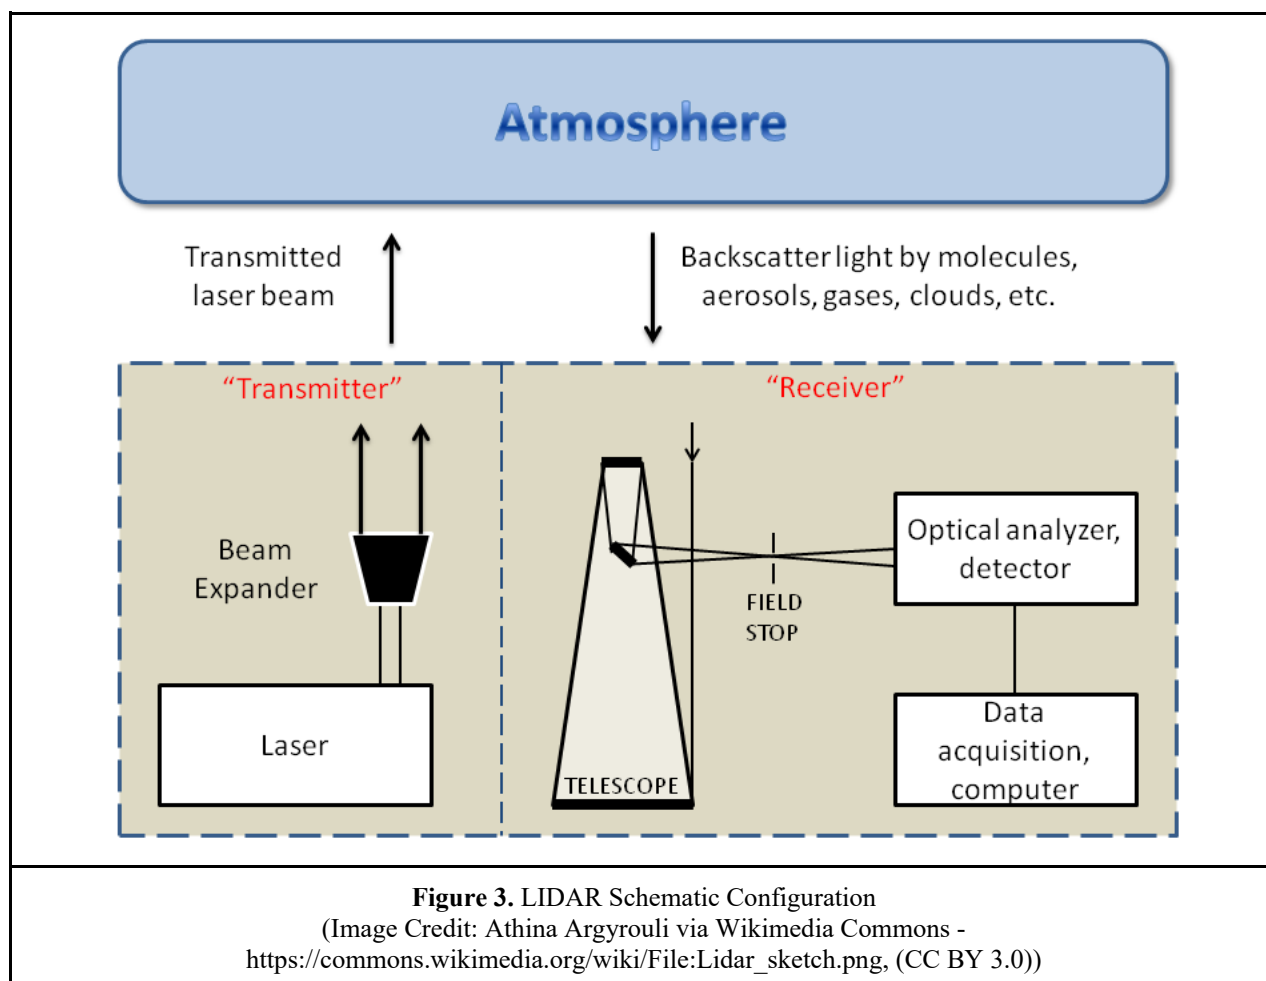 Atmosphere
Transmitted
laser beam
Backscatter light by molecules,
aerosols, gases, clouds, etc.
“Transmitter”
“Receiver”
Beam
Expander
Laser
TELESCOPE
FIELD
STOP
Optical analyzer,
detector
Data
acquisition,
computer
Figure 3. LIDAR Schematic Configuration
(Image Credit: Athina Argyrouli via Wikimedia Commons -
https://commons.wikimedia.org/wiki/File:Lidar_sketch.png, (CC BY 3.0))